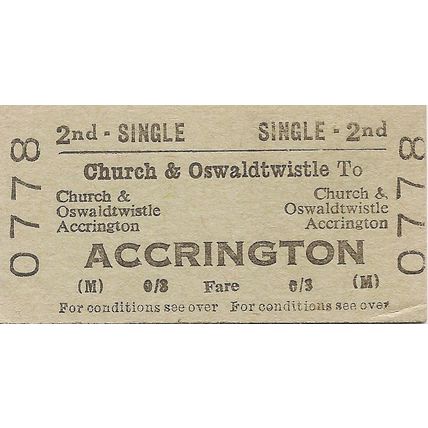 2nd - SINGLE SINGLE - 2nd
Church & Oswaldtwistle To
Church & Church &
Oswaldtwistle Oswaldtwistle
Accrington Accrington
ACCRINGTON
(M) 0/3 Fare 0/3 (M)
For conditions see over For conditions see over
0778 0778